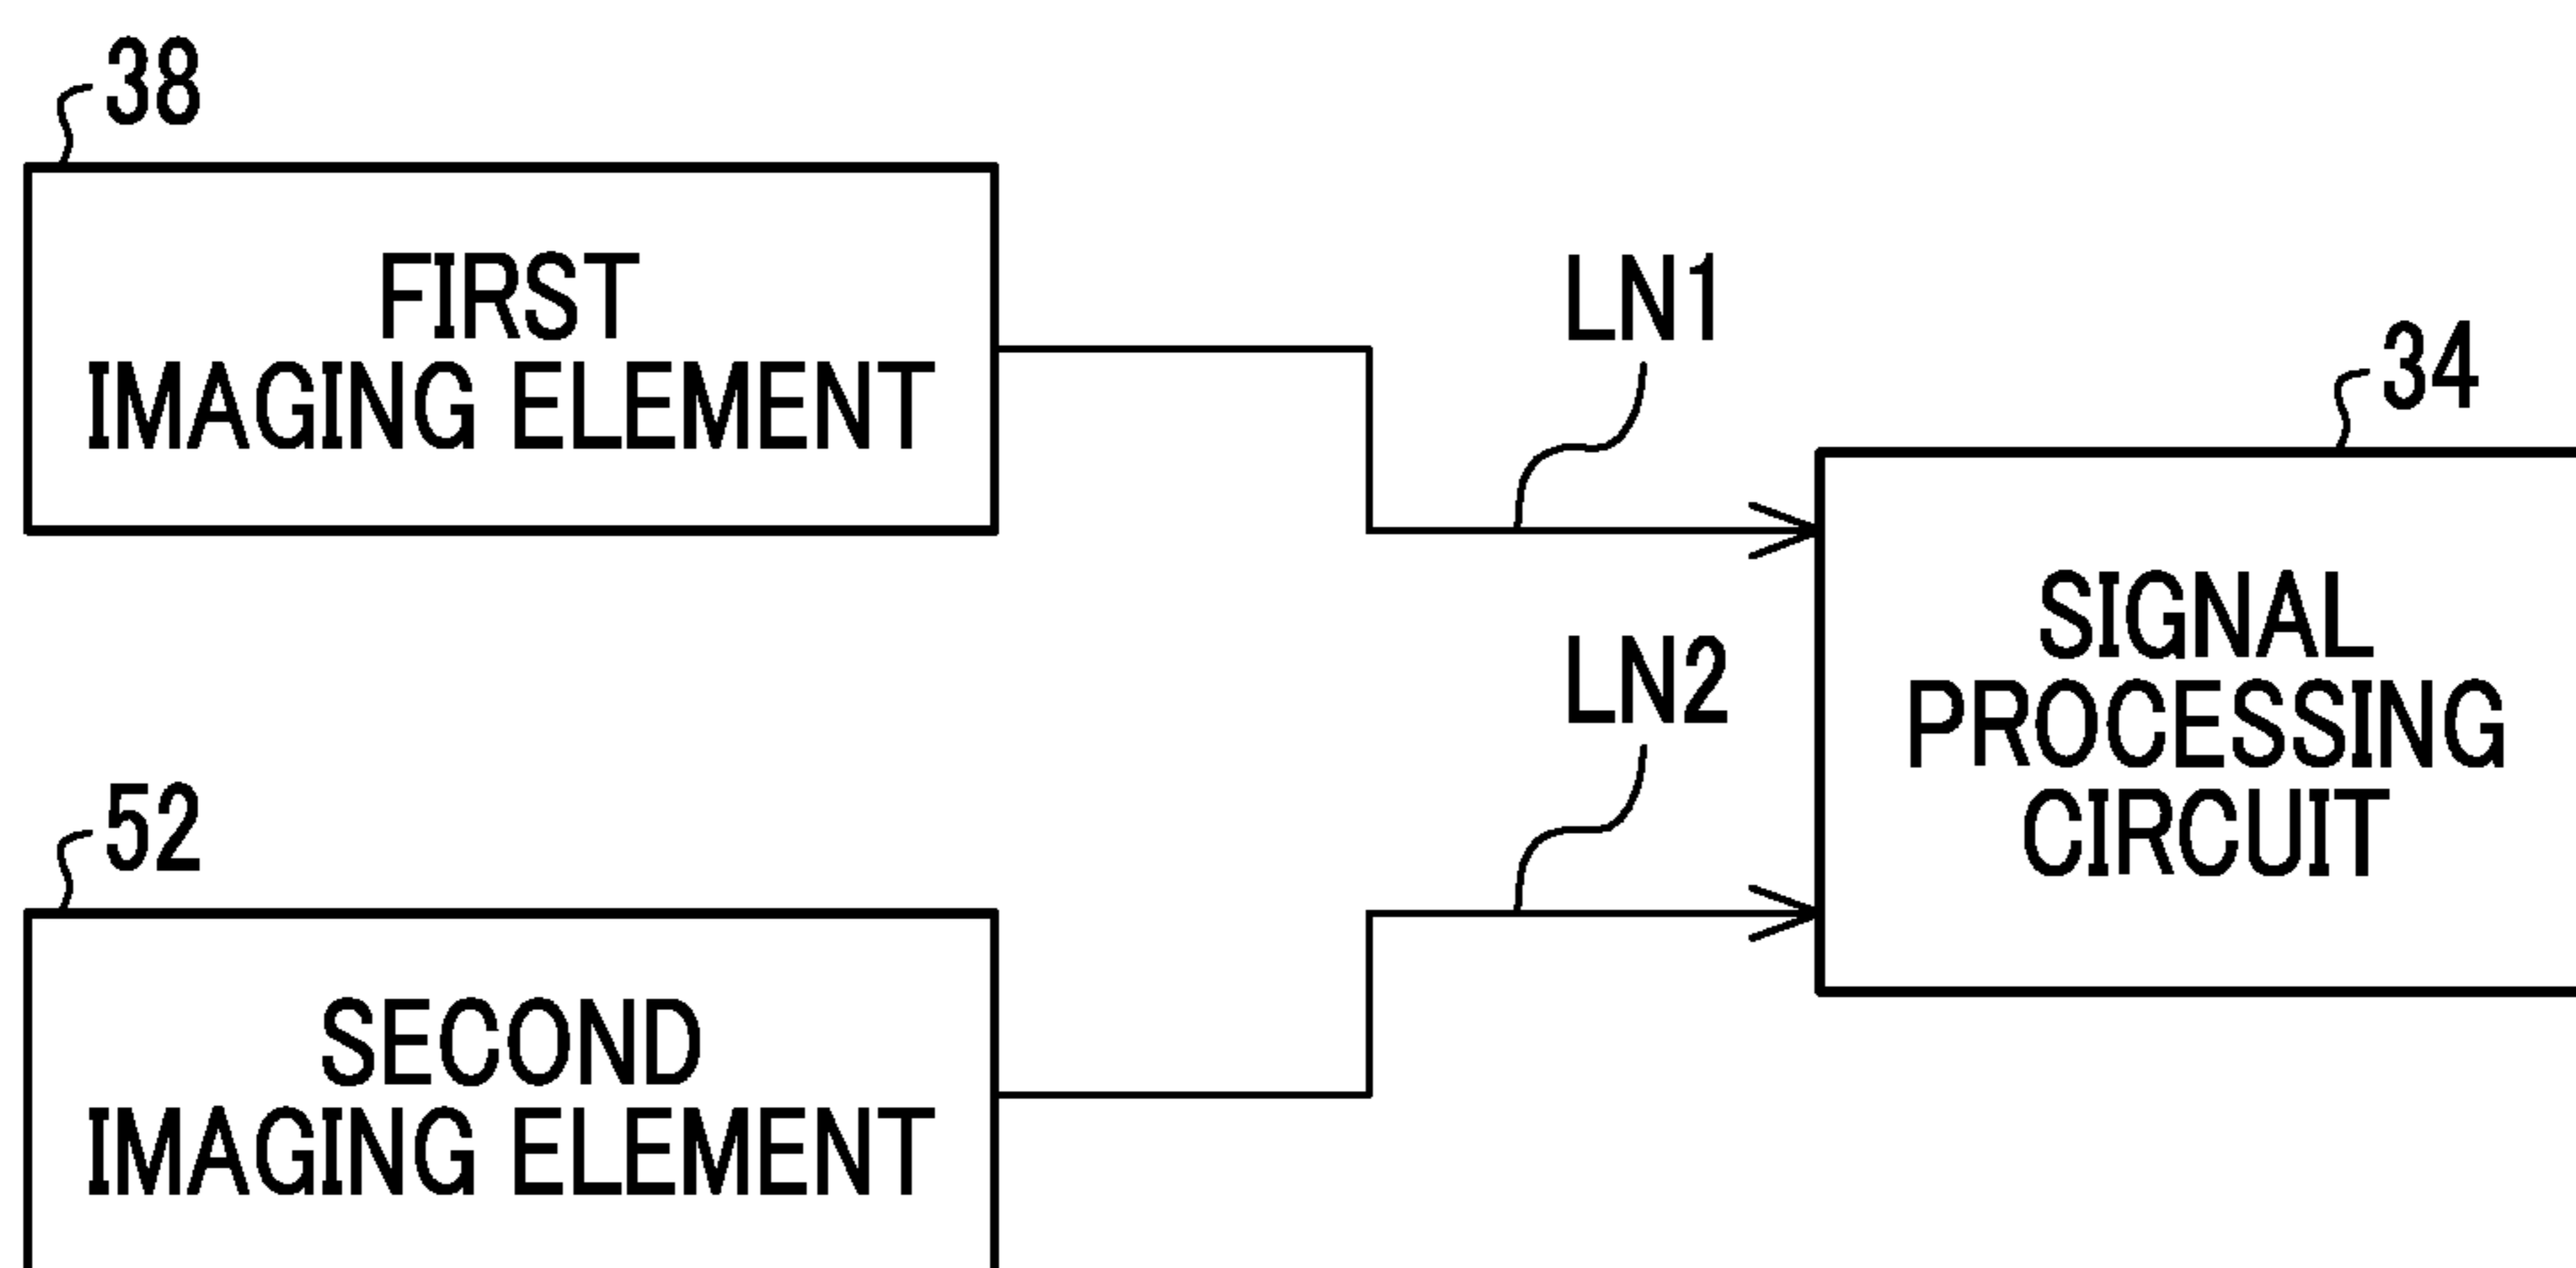 38
FIRST
IMAGING ELEMENT
LN1
34
SIGNAL
PROCESSING
CIRCUIT
LN2
52
SECOND
IMAGING ELEMENT